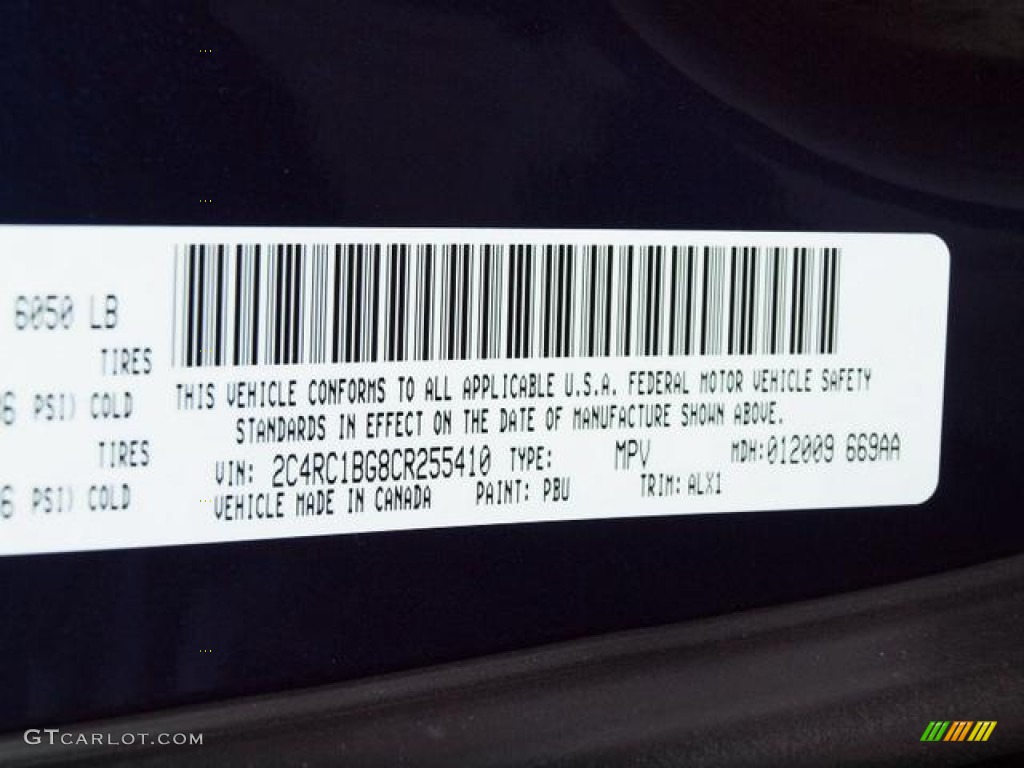 6050 LB
TIRES
6 PSI) COLD
TIRES
6 PSI) COLD
THIS VEHICLE CONFORMS TO ALL APPLICABLE U.S.A. FEDERAL MOTOR VEHICLE SAFETY
STANDARDS IN EFFECT ON THE DATE OF MANUFACTURE SHOWN ABOVE.
VIN: 2C4RC1BG8CR255410 TYPE: MPV MDH: 012009 669AA
VEHICLE MADE IN CANADA PAINT: PBU TRIM: ALX1
GTCARLOT.COM